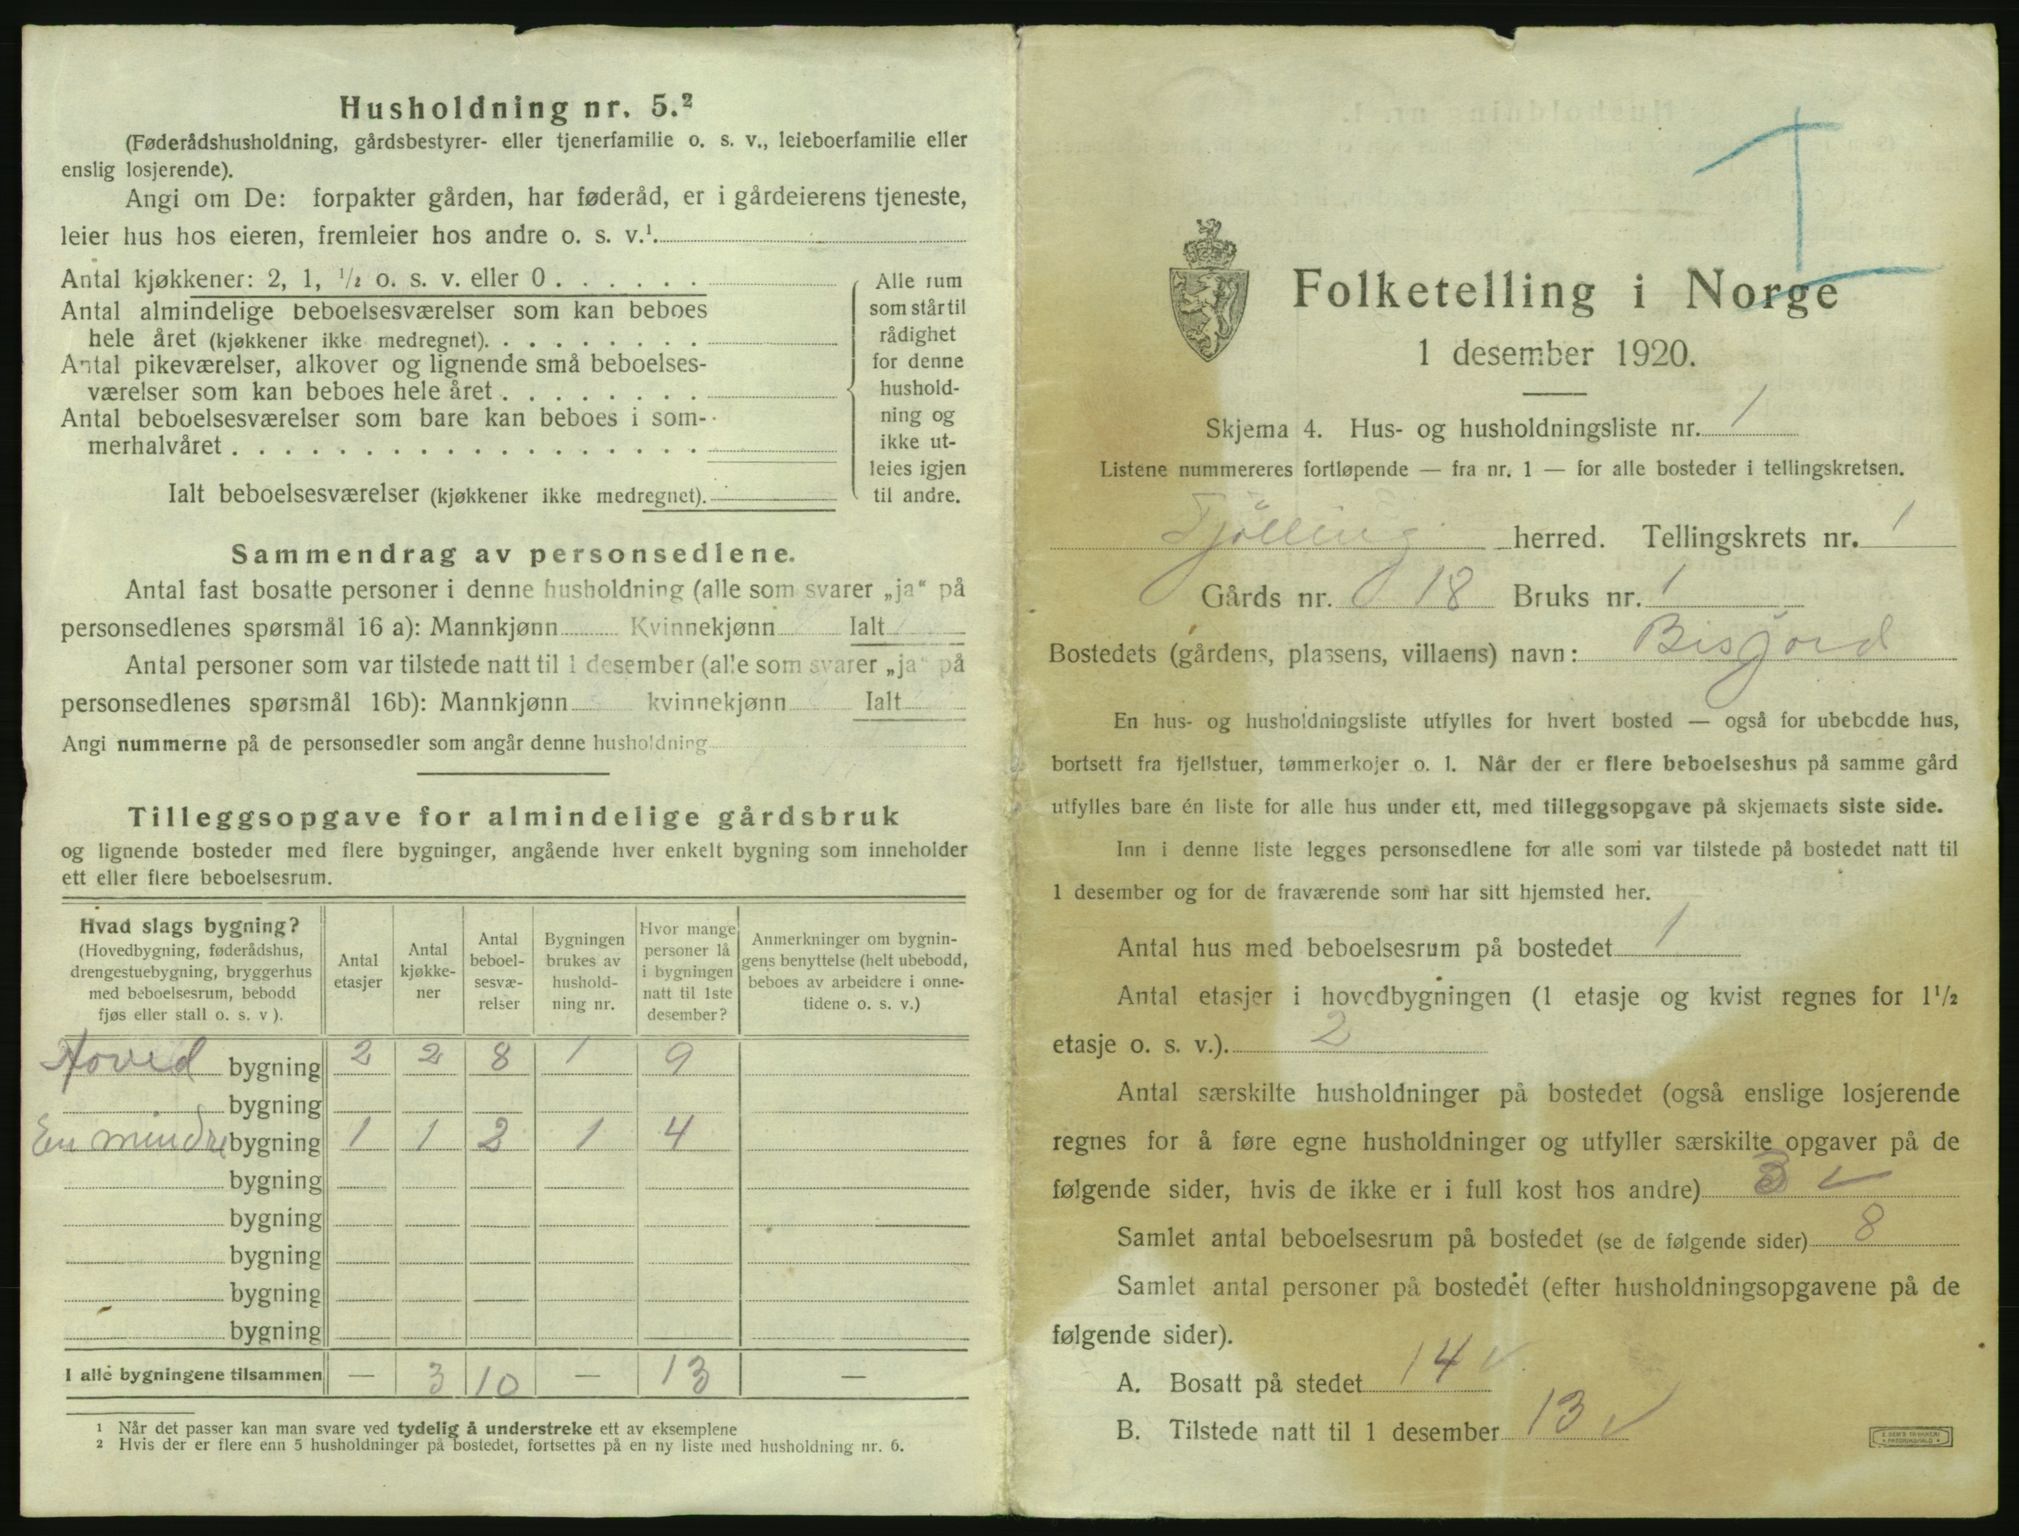 Husholdning nr. 5.²
(Føderådshusholdning, gårdsbestyrer- eller tjenerfamilie o. s. v., leieboerfamilie eller
enslig losjerende).
Angi om De: forpakter gården, har føderåd, er i gårdeierens tjeneste,
leier hus hos eieren, fremleier hos andre o. s. v.¹
Antal kjøkkener: 2, 1, ½ o. s. v. eller 0
Antal almindelige beboelsesværelser som kan beboes
hele året (kjøkkener ikke medregnet).
Antal pikeværelser, alkover og lignende små beboelses-
værelser som kan beboes hele året
Antal beboelsesværelser som bare kan beboes i som-
merhalvåret
Ialt beboelsesværelser (kjøkkener ikke medregnet).
Alle rum
som står til
rådighet
for denne
hushold-
ning og
ikke ut-
leies igjen
til andre.
Sammendrag av personsedlene.
Antal fast bosatte personer i denne husholdning (alle som svarer „ja“ på
personsedlenes spørsmål 16 a): Mannkjønn Kvinnekjønn Ialt
Antal personer som var tilstede natt til 1 desember (alle som svarer „ja“ på
personsedlenes spørsmål 16b): Mannkjønn kvinnekjønn Ialt
Angi nummerne på de personsedler som angår denne husholdning
Tilleggsopgave for almindelige gårdsbruk
og lignende bosteder med flere bygninger, angående hver enkelt bygning som inneholder
ett eller flere beboelsesrum.
Hvad slags bygning?
(Hovedbygning, føderådshus,
drengestuebygning, bryggerhus
med beboelsesrum, bebodd
fjøs eller stall o. s. v ).
Antal
etasjer
Antal
kjøkke-
ner
Antal
beboel-
sesvæ-
relser
Bygningen
brukes av
hushold-
ning nr.
Hvor mange
personer lå
i bygningen
natt til 1ste
desember?
Anmerkninger om bygnin-
gens benyttelse (helt ubebodd,
beboes av arbeidere i onne-
tidene o. s. v.)
Hoved bygning 2 2 8 1 9
bygning
En mindre bygning 1 1 2 1 4
bygning
bygning
bygning
bygning
bygning
I alle bygningene tilsammen — 3 10 — 13 —
¹ Når det passer kan man svare ved tydelig å understreke ett av eksemplene
² Hvis der er flere enn 5 husholdninger på bostedet, fortsettes på en ny liste med husholdning nr. 6.
Folketelling i Norge
1 desember 1920.
Skjema 4. Hus- og husholdningsliste nr. 1
Listene nummereres fortløpende — fra nr. 1 — for alle bosteder i tellingskretsen.
Tjølling herred. Tellingskrets nr. 1
Gårds nr. 18 Bruks nr. 1
Bostedets (gårdens, plassens, villaens) navn: Bisjord
En hus- og husholdningsliste utfylles for hvert bosted — også for ubebodde hus,
bortsett fra fjellstuer, tømmerkojer o. l. Når der er flere beboelseshus på samme gård
utfylles bare én liste for alle hus under ett, med tilleggsopgave på skjemaets siste side.
Inn i denne liste legges personsedlene for alle som var tilstede på bostedet natt til
1 desember og for de fraværende som har sitt hjemsted her.
Antal hus med beboelsesrum på bostedet 1
Antal etasjer i hovedbygningen (1 etasje og kvist regnes for 1½
etasje o. s. v.). 2
Antal særskilte husholdninger på bostedet (også enslige losjerende
regnes for å føre egne husholdninger og utfyller særskilte opgaver på de
følgende sider, hvis de ikke er i full kost hos andre) 3 ✓
Samlet antal beboelsesrum på bostedet (se de følgende sider) 8
Samlet antal personer på bostedet (efter husholdningsopgavene på de
følgende sider).
A. Bosatt på stedet 14 ✓
B. Tilstede natt til 1 desember 13 ✓